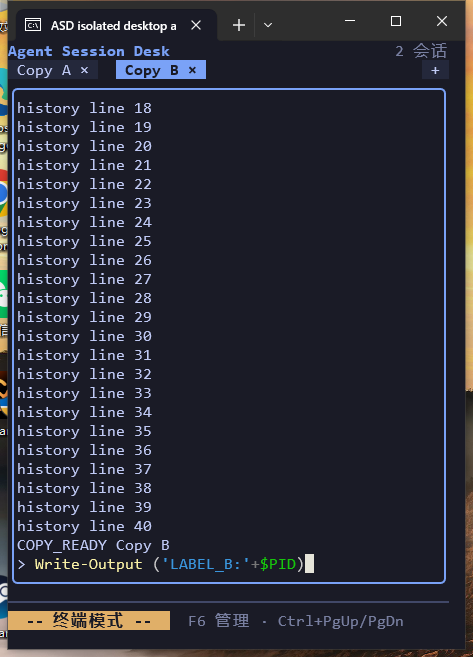 ASD isolated desktop a
Agent Session Desk 2 会话
Copy A × Copy B × +
history line 18
history line 19
history line 20
history line 21
history line 22
history line 23
history line 24
history line 25
history line 26
history line 27
history line 28
history line 29
history line 30
history line 31
history line 32
history line 33
history line 34
history line 35
history line 36
history line 37
history line 38
history line 39
history line 40
COPY_READY Copy B
> Write-Output ('LABEL_B:'+$PID)
-- 终端模式 -- F6 管理 · Ctrl+PgUp/PgDn